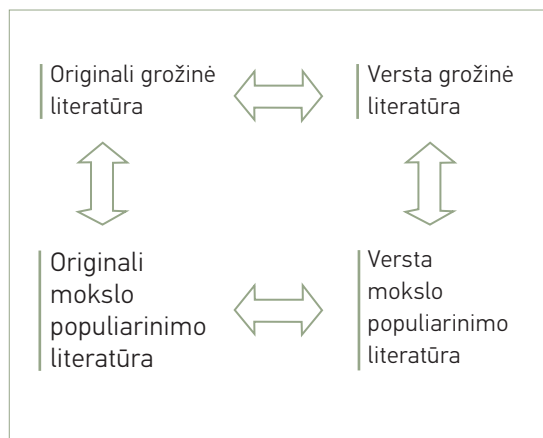 Originali grožinė
literatūra
Versta grožinė
literatūra
Originali
mokslo
populiarinimo
literatūra
Versta
mokslo
populiarinimo
literatūra